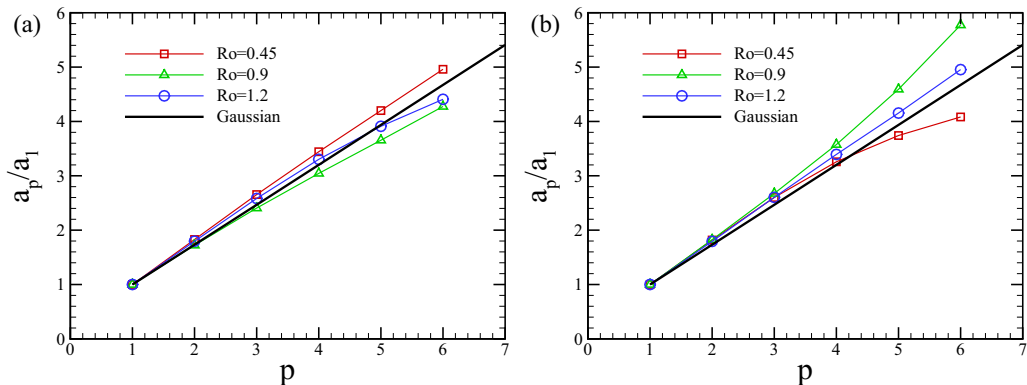 (a)
6
5
4
3
2
1
0
a_p/a_1
Ro=0.45
Ro=0.9
Ro=1.2
Gaussian
0 1 2 3 4 5 6 7
p
(b)
6
5
4
3
2
1
0
a_p/a_1
Ro=0.45
Ro=0.9
Ro=1.2
Gaussian
0 1 2 3 4 5 6 7
p